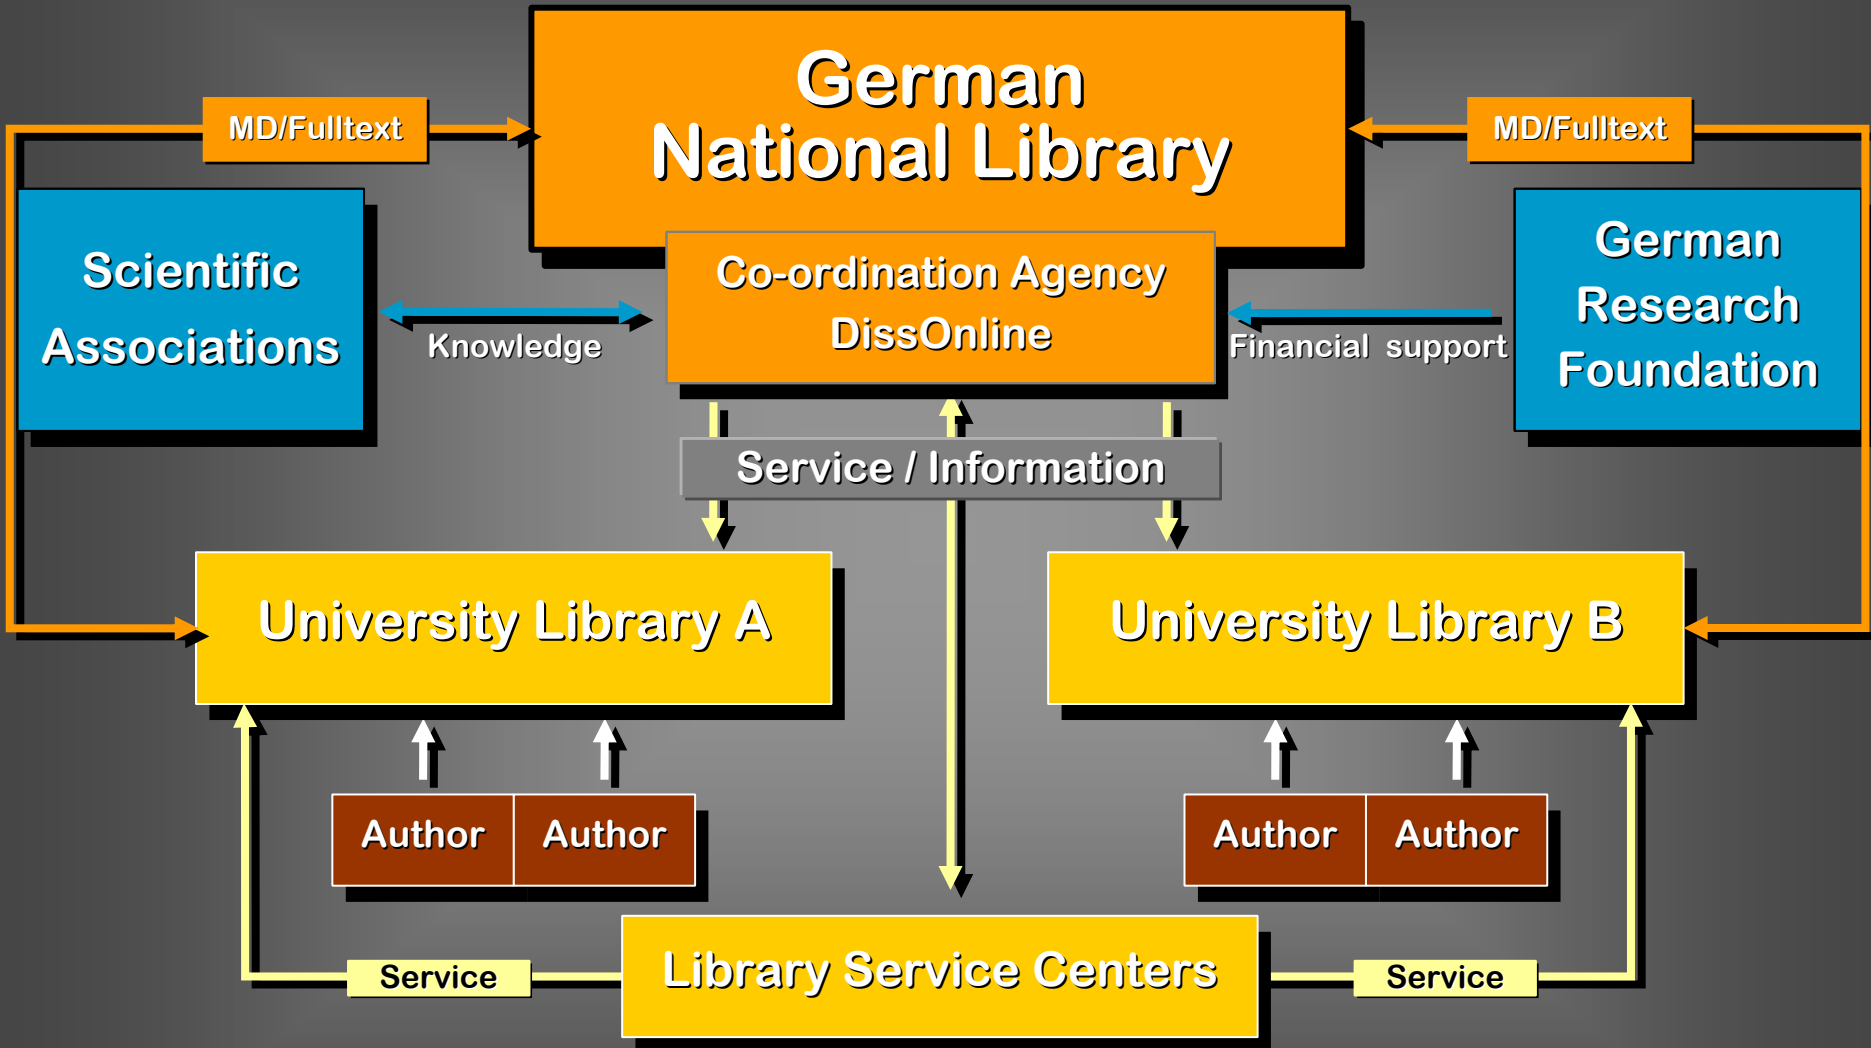 German
National Library
MD/Fulltext
MD/Fulltext
Scientific
Associations
Knowledge
Co-ordination Agency
DissOnline
Financial support
German
Research
Foundation
Service / Information
University Library A
University Library B
Author
Author
Author
Author
Service
Library Service Centers
Service